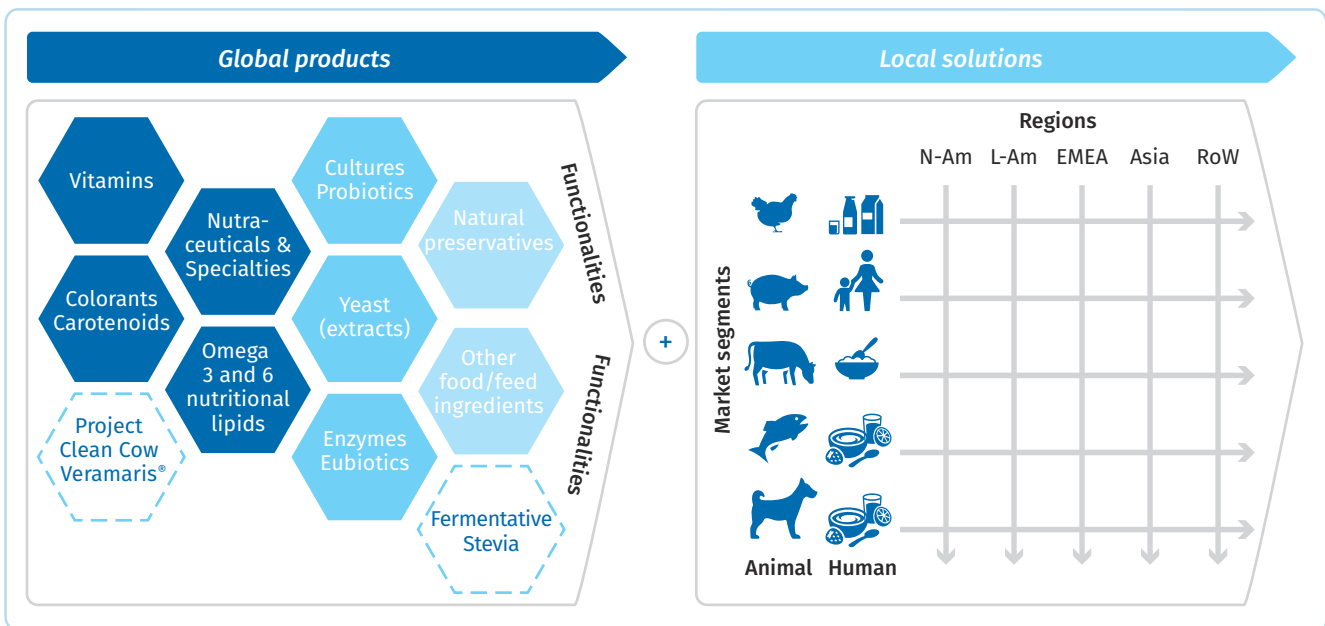 Global products
Vitamins
Nutra-
ceuticals &
Specialties
Colorants
Carotenoids
Omega
3 and 6
nutritional
lipids
Project
Clean Cow
Veramaris®
Cultures
Probiotics
Natural
preservatives
Yeast
(extracts)
Other
food/feed
ingredients
Enzymes
Eubiotics
Fermentative
Stevia
Functionalities
Functionalities
+
Local solutions
Regions
N-Am L-Am EMEA Asia RoW
Market segments
Animal Human